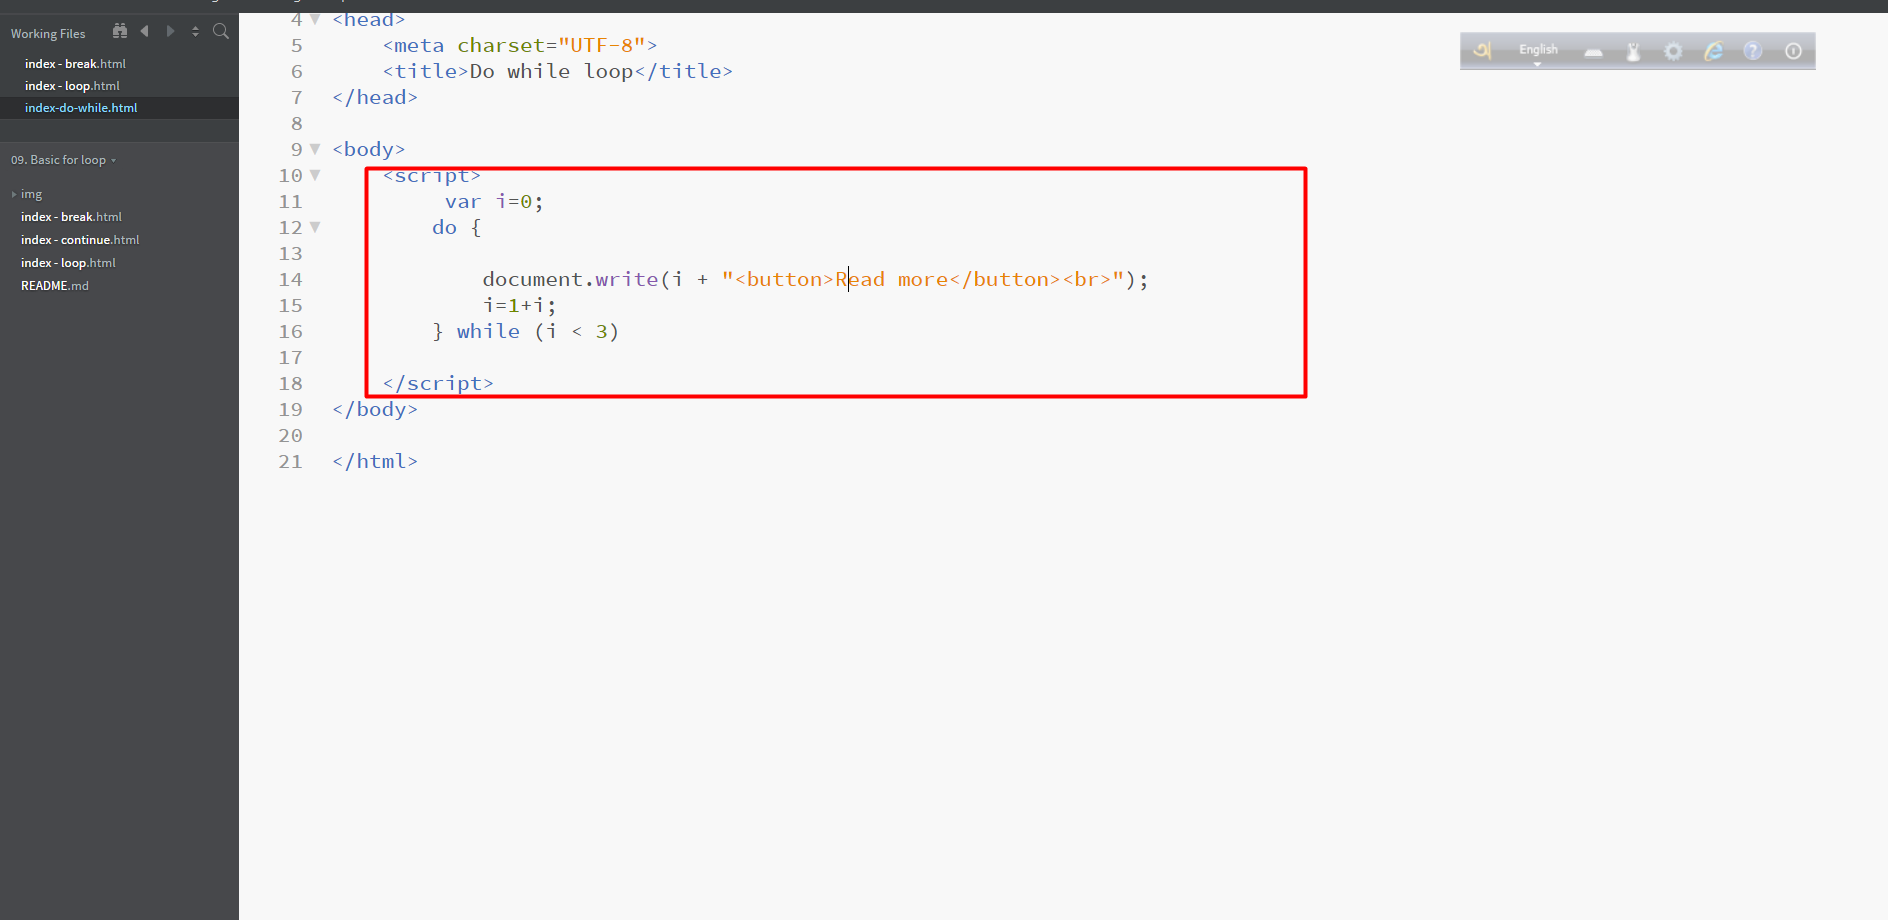 Working Files
index - break.html
index - loop.html
index-do-while.html
09. Basic for loop
img
index - break.html
index - continue.html
index - loop.html
README.md
4 <head>
5 <meta charset="UTF-8">
6 <title>Do while loop</title>
7 </head>
8
9 <body>
10 <script>
11 var i=0;
12 do {
13
14 document.write(i + "<button>Read more</button><br>");
15 i=1+i;
16 } while (i < 3)
17
18 </script>
19 </body>
20
21 </html>
অ English